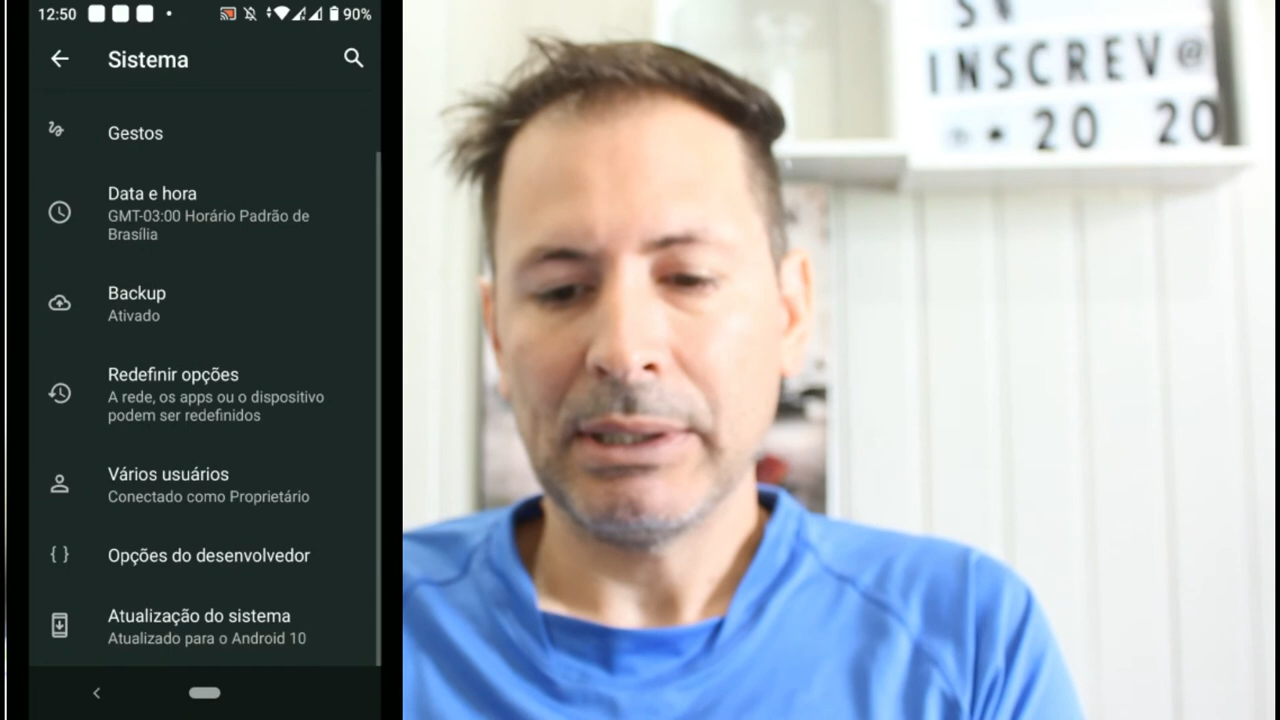 12:50
90%
Sistema
Gestos
Data e hora
GMT-03:00 Horário Padrão de
Brasília
Backup
Ativado
Redefinir opções
A rede, os apps ou o dispositivo
podem ser redefinidos
Vários usuários
Conectado como Proprietário
{ } Opções do desenvolvedor
Atualização do sistema
Atualizado para o Android 10
INSCREV@
20 20